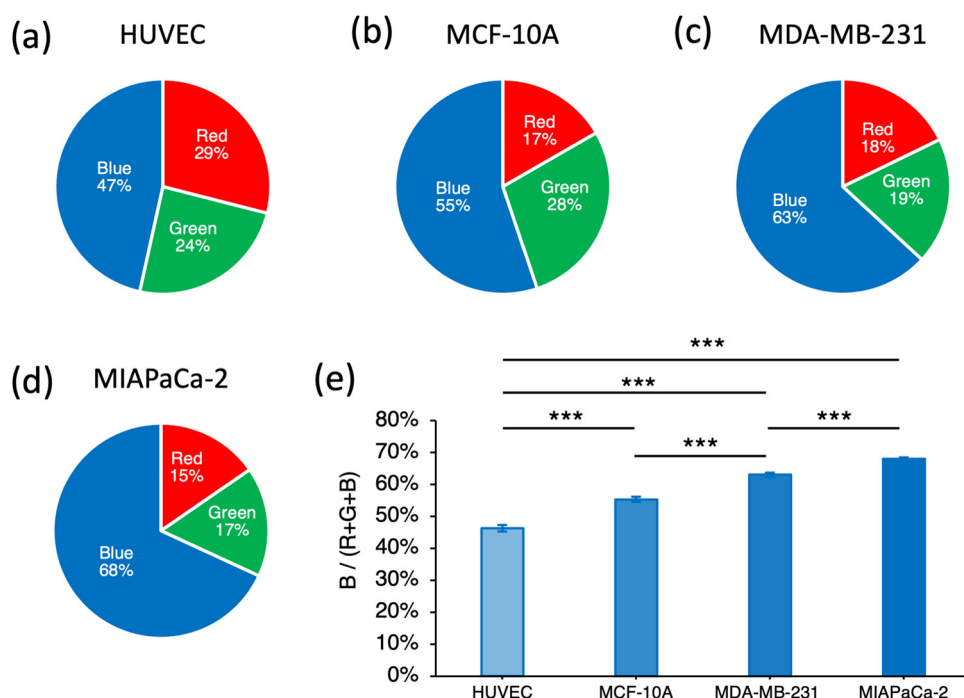 (a)
HUVEC
Red
29%
Blue
47%
Green
24%
(b)
MCF-10A
Red
17%
Blue
55%
Green
28%
(c)
MDA-MB-231
Red
18%
Green
19%
Blue
63%
(d)
MIAPaCa-2
Red
15%
Green
17%
Blue
68%
(e)
***
***
***
***
***
80%
70%
60%
50%
40%
30%
20%
10%
0%
B / (R+G+B)
HUVEC
MCF-10A
MDA-MB-231
MIAPaCa-2